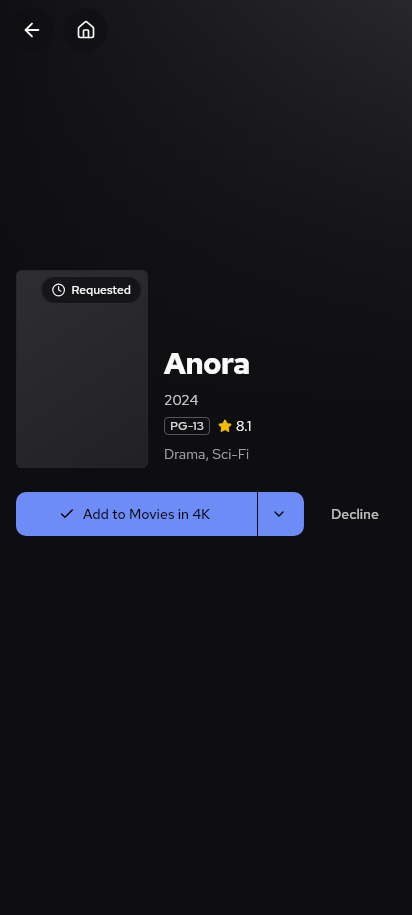 Requested
Anora
2024
PG-13 8.1
Drama, Sci-Fi
Add to Movies in 4K
Decline